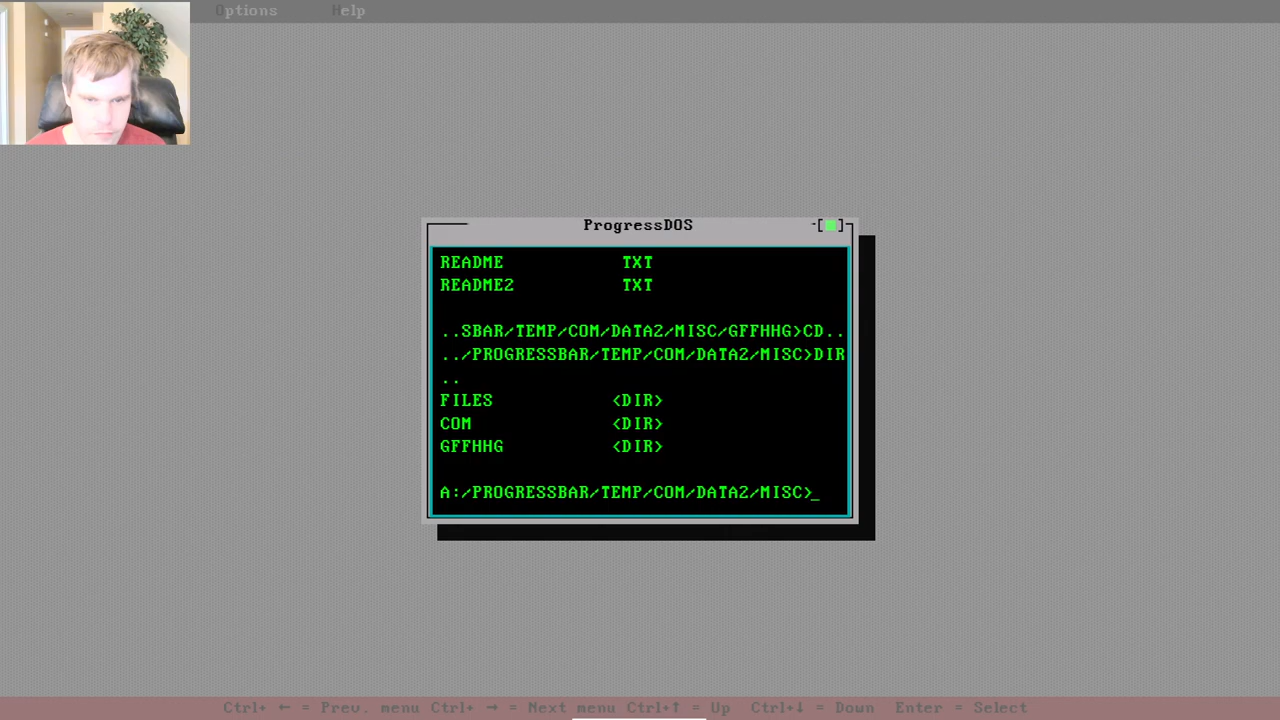 Options Help
ProgressDOS
README TXT
README2 TXT
..SBAR/TEMP/COM/DATA2/MISC/GFFHHG>CD..
../PROGRESSBAR/TEMP/COM/DATA2/MISC>DIR
..
FILES <DIR>
COM <DIR>
GFFHHG <DIR>
A:/PROGRESSBAR/TEMP/COM/DATA2/MISC>_
Ctrl+ ← = Prev. menu Ctrl+ → = Next menu Ctrl+↑ = Up Ctrl+↓ = Down Enter = Select